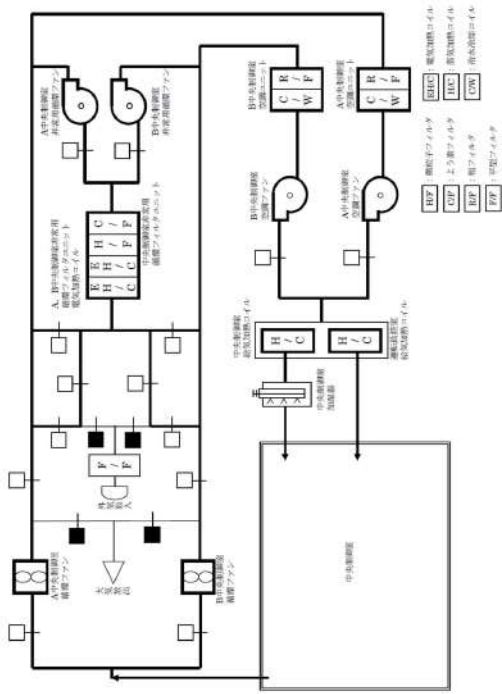 A中央制御室
非常用循環ファン
B中央制御室
非常用循環ファン
A、B中央制御室非常用
循環フィルタユニット
電気加熱コイル
E H / C
E H / C
H / F
C / F
中央制御室非常用
循環フィルタユニット
F / F
外気取入
大気放出
A中央制御室
循環ファン
B中央制御室
循環ファン
B中央制御室
空調ユニット
C / W
R / F
A中央制御室
空調ユニット
C / W
R / F
B中央制御室
空調ファン
A中央制御室
空調ファン
中央制御室
給気加熱コイル
H / C
H / C
運転員控室
給気加熱コイル
中央制御室
加湿器
中央制御室
H/F：微粒子フィルタ
C/F：よう素フィルタ
R/F：粗フィルタ
F/F：平型フィルタ
EH/C：電気加熱コイル
H/C：蒸気加熱コイル
C/W：冷水冷却コイル